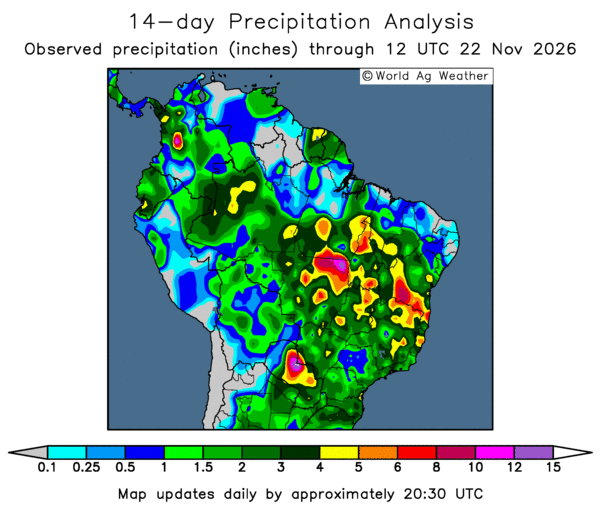 14-day Precipitation Analysis
Observed precipitation (inches) through 12 UTC 22 Nov 2026
© World Ag Weather
0.1 0.25 0.5 1 1.5 2 3 4 5 6 8 10 12 15
Map updates daily by approximately 20:30 UTC